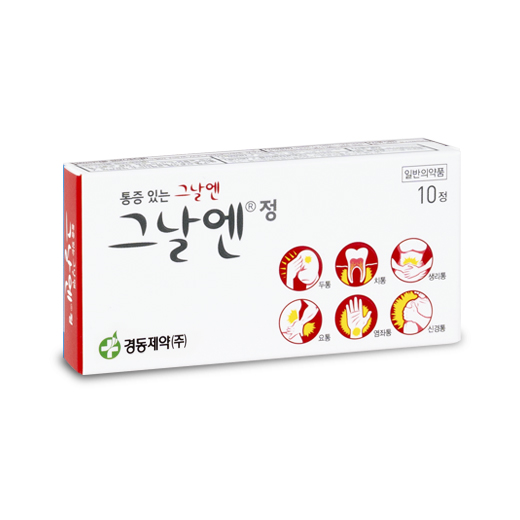 일반의약품
10정
통증 있는 그날엔
그날엔® 정
두통
치통
생리통
요통
염좌통
신경통
경동제약(주)